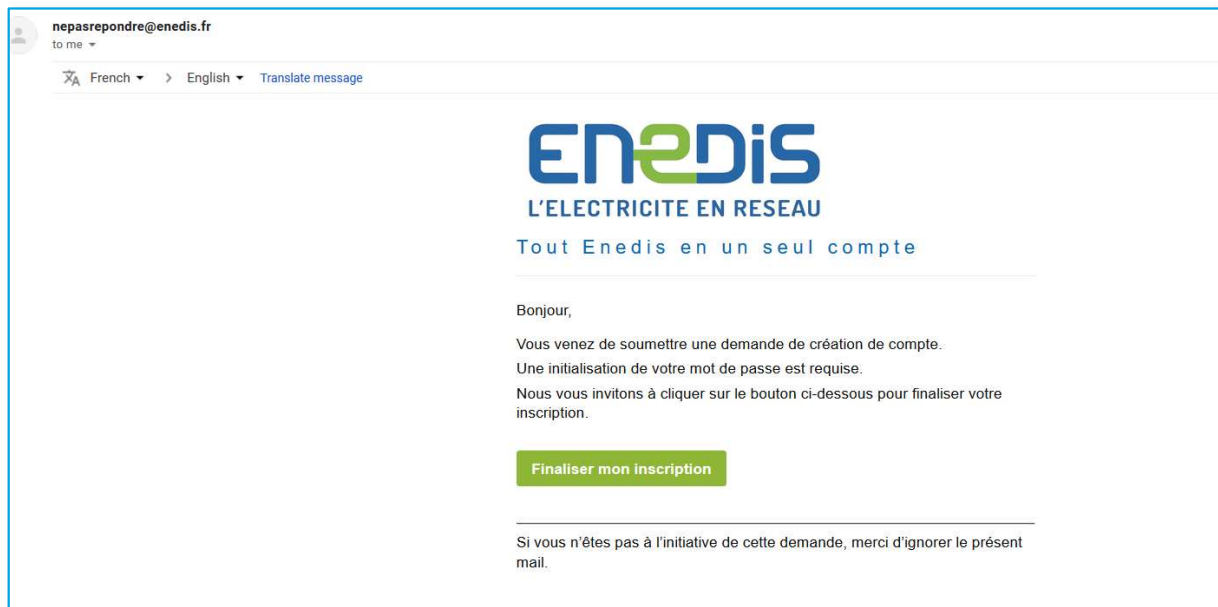 nepasrepondre@enedis.fr
to me
French > English Translate message
ENEDIS
L'ELECTRICITE EN RESEAU
Tout Enedis en un seul compte
Bonjour,
Vous venez de soumettre une demande de création de compte.
Une initialisation de votre mot de passe est requise.
Nous vous invitons à cliquer sur le bouton ci-dessous pour finaliser votre
inscription.
Finaliser mon inscription
Si vous n'êtes pas à l'initiative de cette demande, merci d'ignorer le présent
mail.